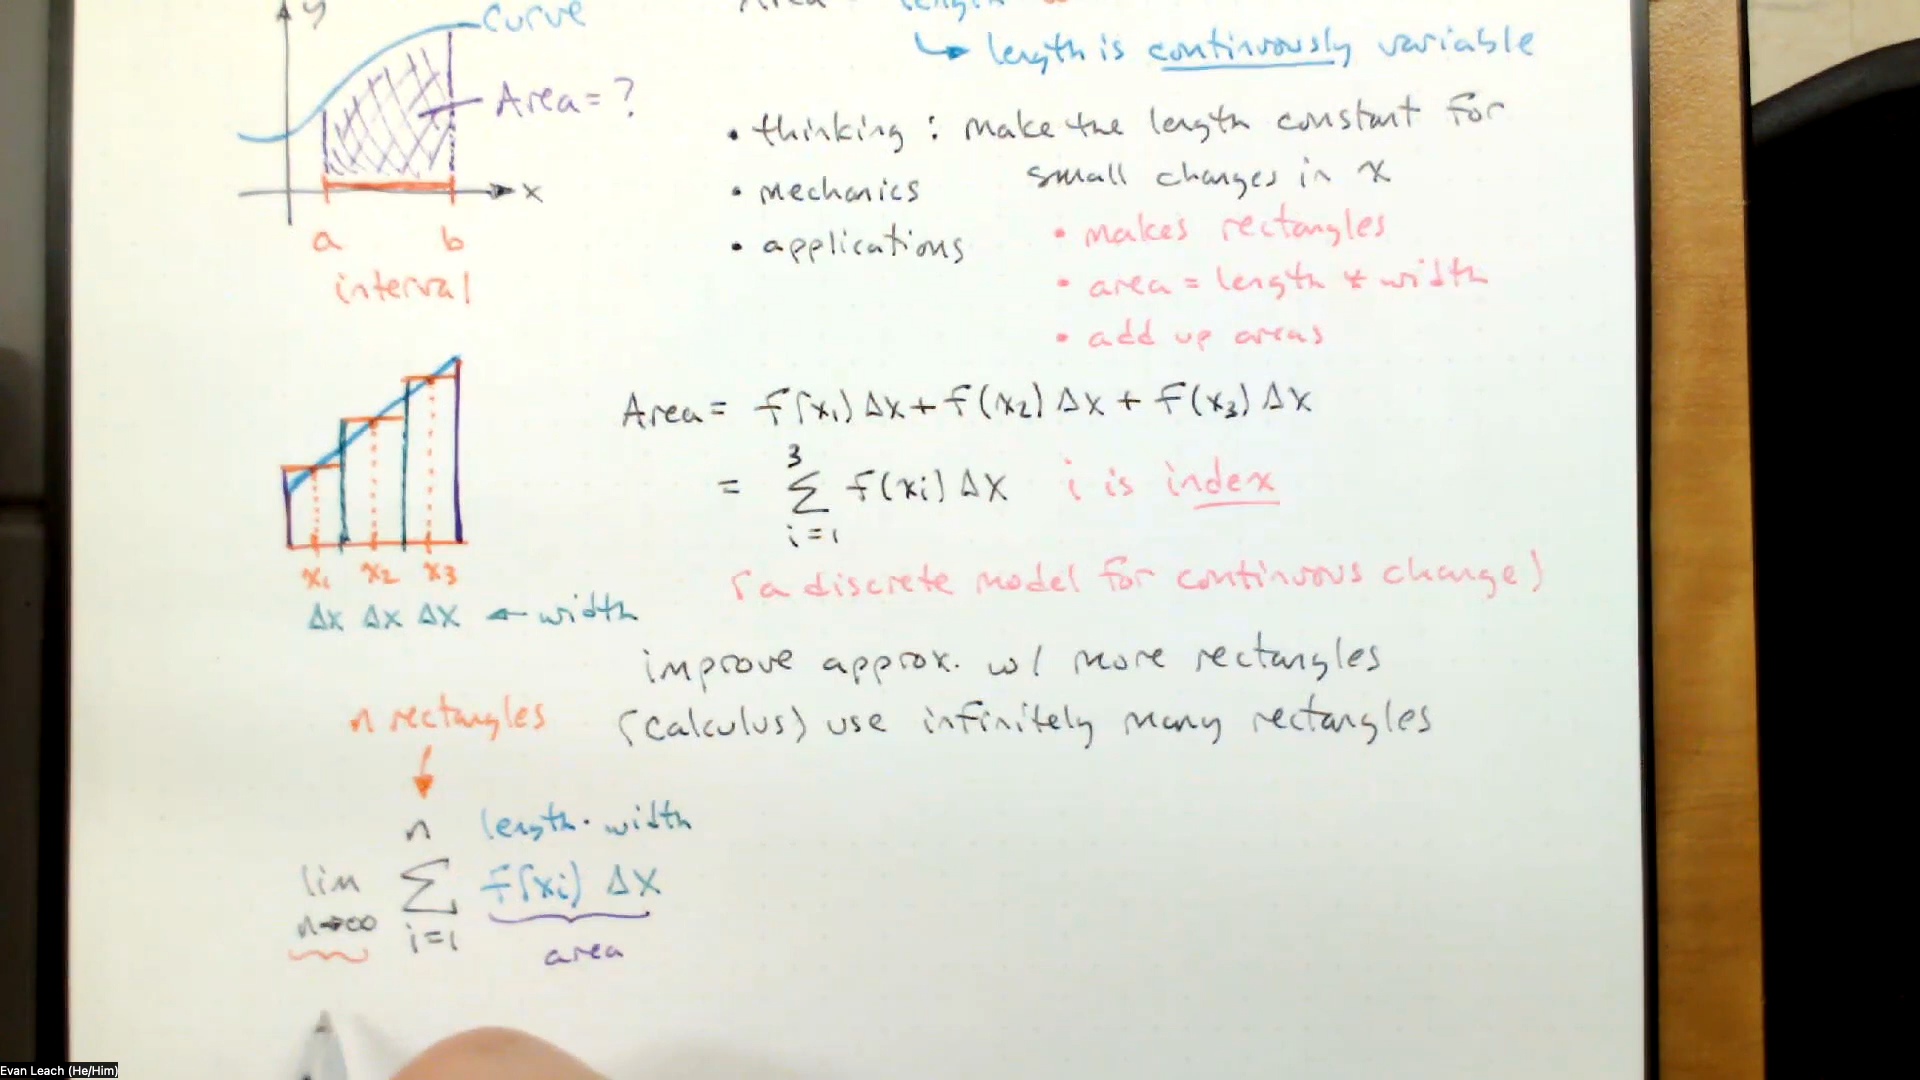 y
curve
length
length is continuously variable
Area = ?
• thinking : make the length constant for
small changes in x
• mechanics
• applications
x
a b
interval
• makes rectangles
• area = length * width
• add up areas
Area = f(x₁) Δx + f(x₂) Δx + f(x₃) Δx
3
= Σ f(xi) Δx i is index
i=1
x₁ x₂ x₃
(a discrete model for continuous change)
Δx Δx Δx ← width
improve approx. w/ more rectangles
n rectangles
(calculus) use infinitely many rectangles
n length · width
lim Σ f(xi) Δx
n→∞ i=1
area
Evan Leach (He/Him)